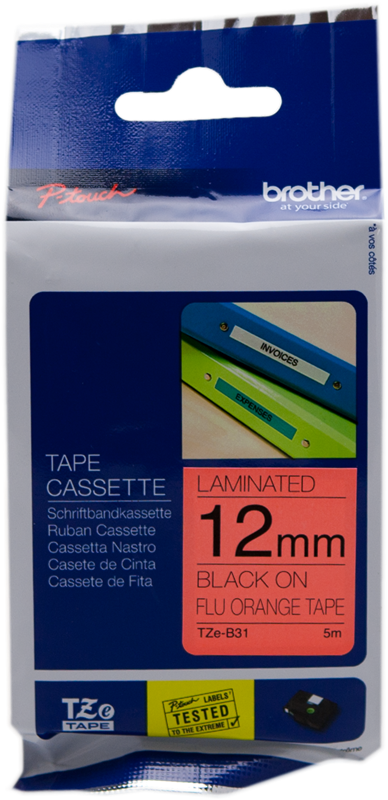 P-touch
brother
at your side
*à vos côtés
INVOICES
EXPENSES
TAPE
CASSETTE
Schriftbandkassette
Ruban Cassette
Cassetta Nastro
Casete de Cinta
Cassete de Fita
LAMINATED
12mm
BLACK ON
FLU ORANGE TAPE
TZe-B31 5m
TZe
TAPE
P-touch LABELS
TESTED
TO THE EXTREME